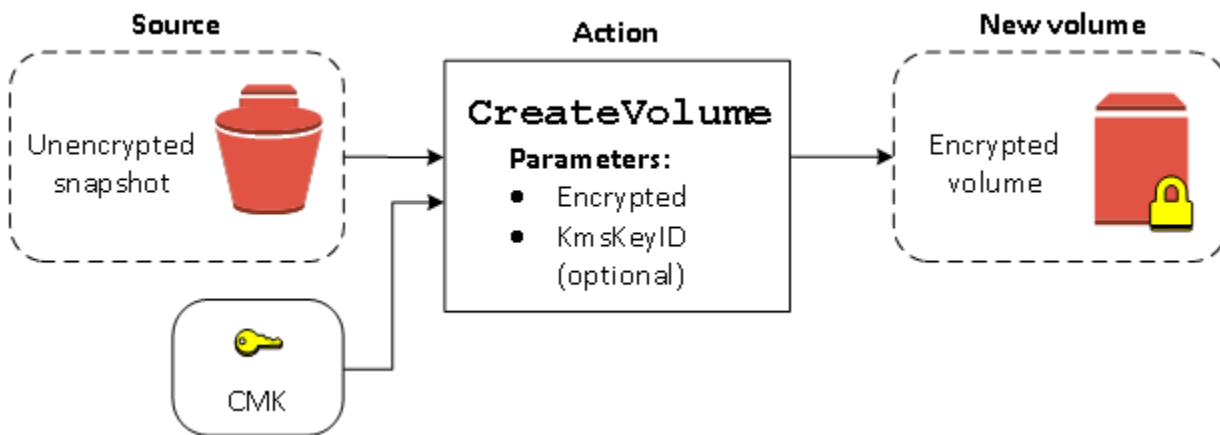 Source
Unencrypted
snapshot
CMK
Action
CreateVolume
Parameters:
● Encrypted
● KmsKeyID
(optional)
New volume
Encrypted
volume